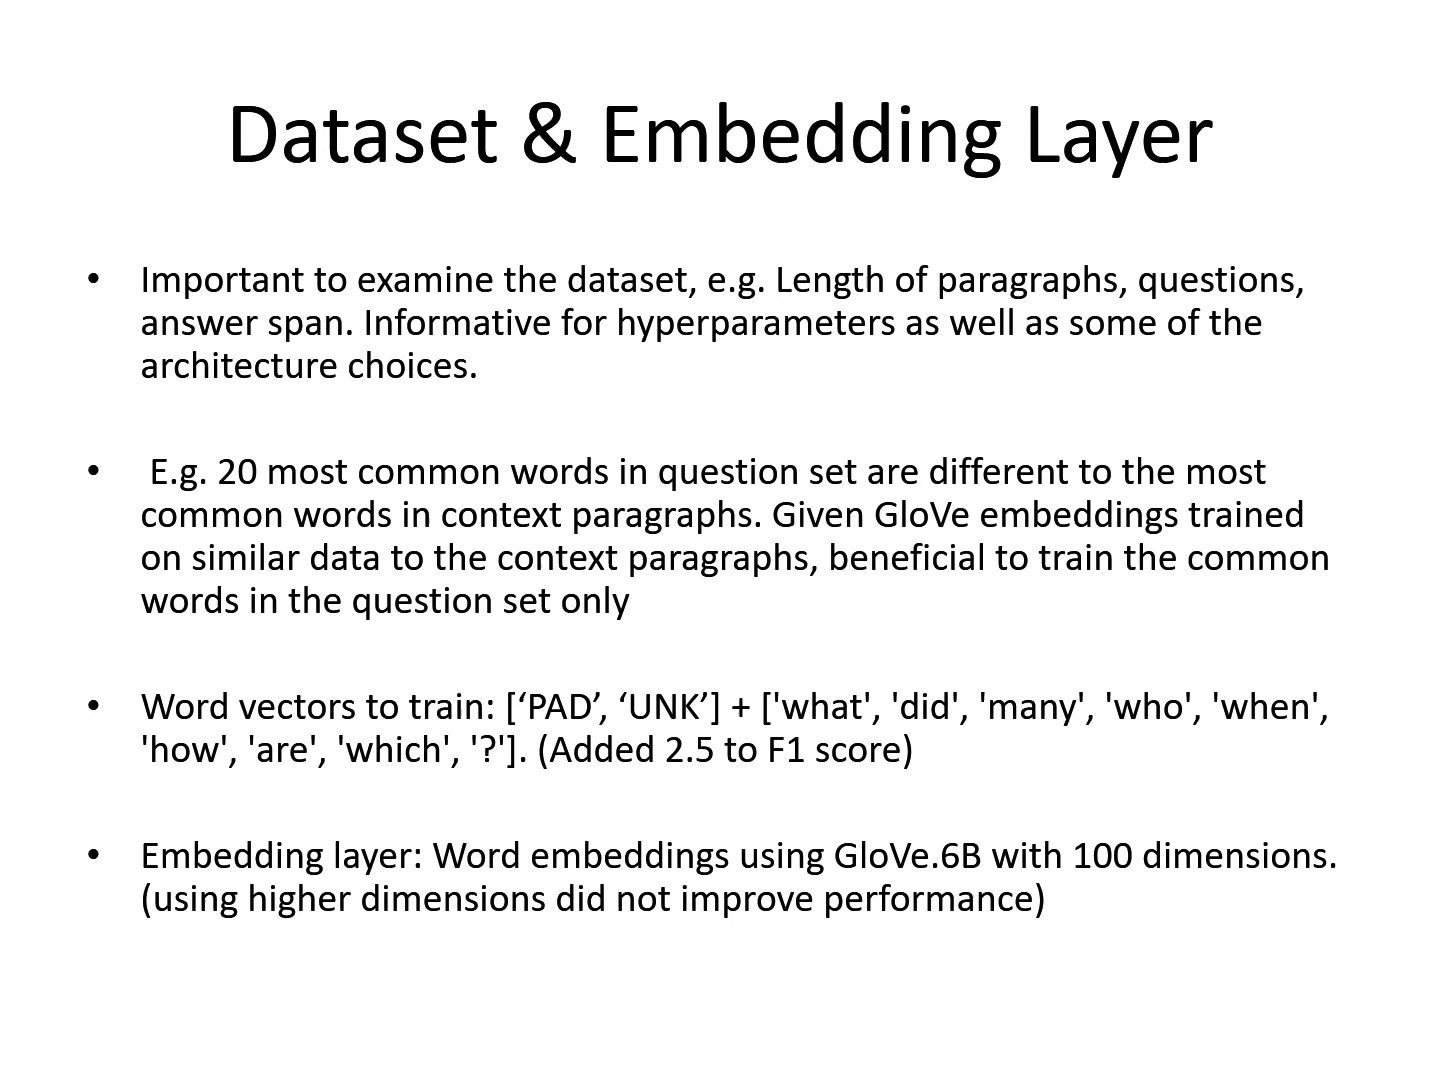 Dataset & Embedding Layer
• Important to examine the dataset, e.g. Length of paragraphs, questions,
answer span. Informative for hyperparameters as well as some of the
architecture choices.
• E.g. 20 most common words in question set are different to the most
common words in context paragraphs. Given GloVe embeddings trained
on similar data to the context paragraphs, beneficial to train the common
words in the question set only
• Word vectors to train: [‘PAD’, ‘UNK’] + ['what', 'did', 'many', 'who', 'when',
'how', 'are', 'which', '?']. (Added 2.5 to F1 score)
• Embedding layer: Word embeddings using GloVe.6B with 100 dimensions.
(using higher dimensions did not improve performance)